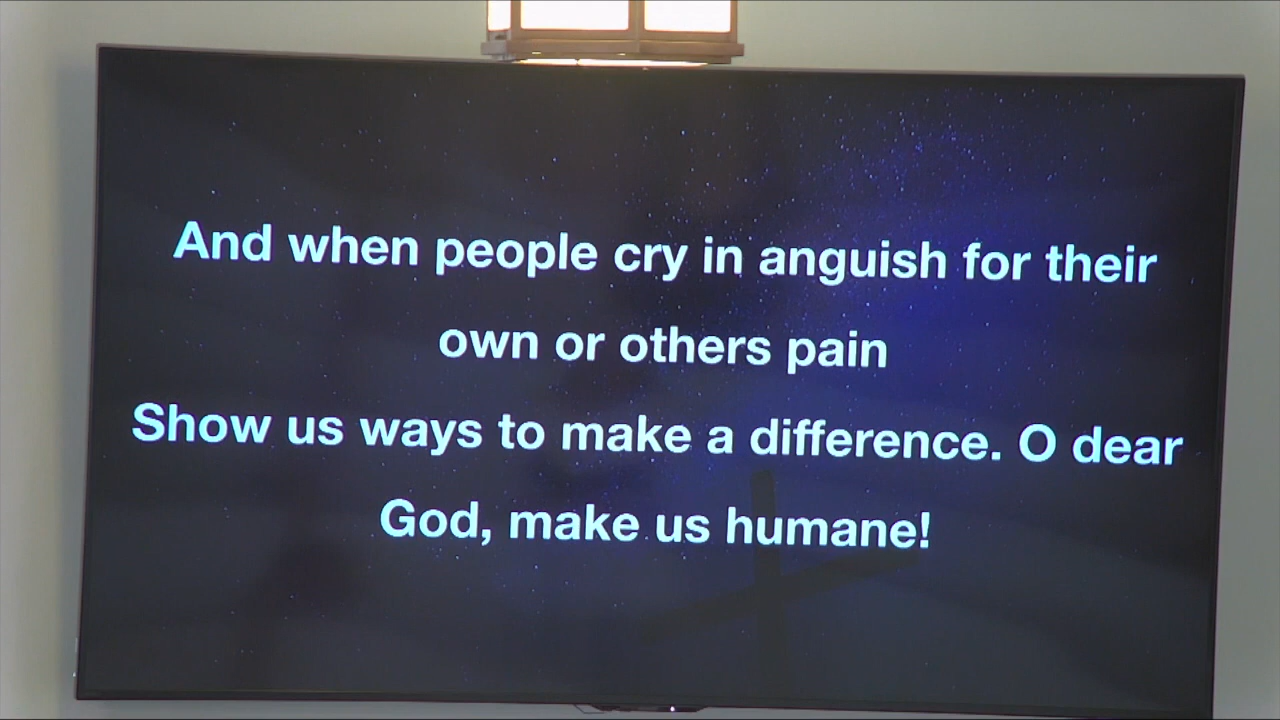 And when people cry in anguish for their
own or others pain
Show us ways to make a difference. O dear
God, make us humane!